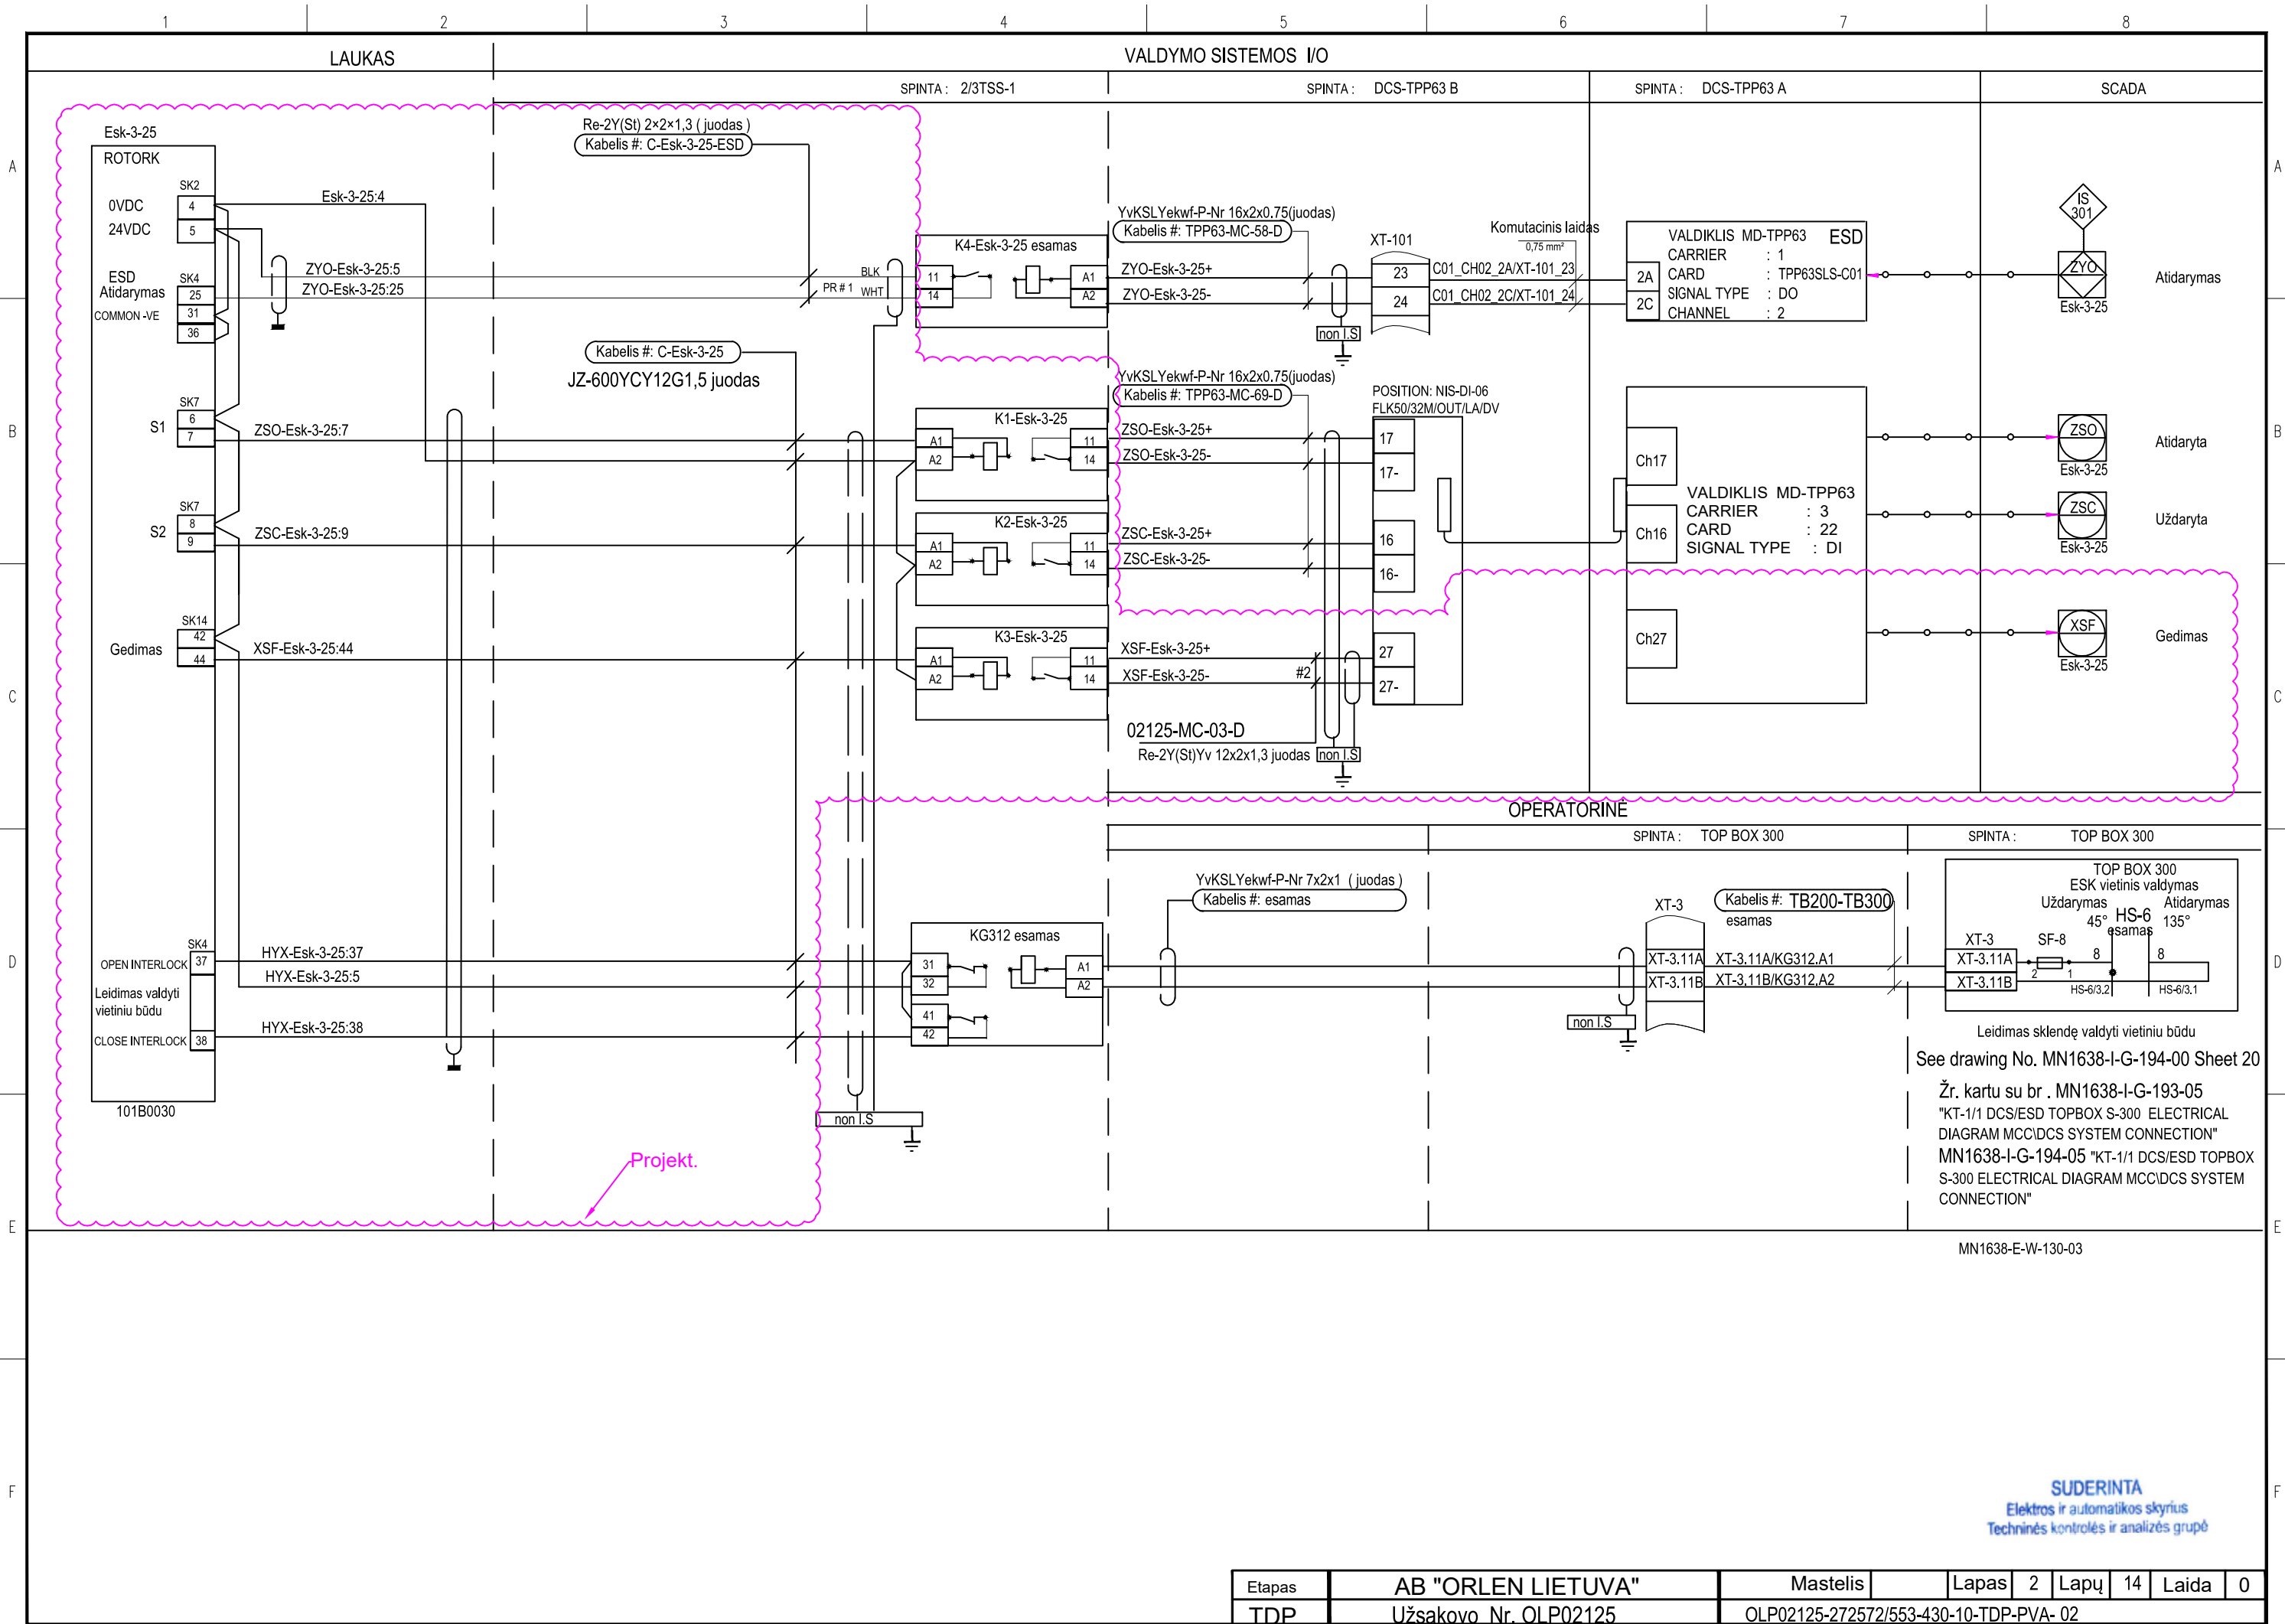 1 2 3 4 5 6 7 8
LAUKAS
VALDYMO SISTEMOS I/O
SPINTA : 2/3TSS-1
SPINTA : DCS-TPP63 B
SPINTA : DCS-TPP63 A
SCADA
A
A
B
B
C
C
D
D
E
E
F
F
Esk-3-25
ROTORK
SK2
0VDC 4
24VDC 5
ESD
Atidarymas
SK4
25
COMMON -VE 31
36
SK7
S1
6
7
SK7
S2
8
9
SK14
42
Gedimas
44
SK4
OPEN INTERLOCK 37
Leidimas valdyti
vietiniu būdu
CLOSE INTERLOCK 38
101B0030
Esk-3-25:4
ZYO-Esk-3-25:5
ZYO-Esk-3-25:25
ZSO-Esk-3-25:7
ZSC-Esk-3-25:9
XSF-Esk-3-25:44
HYX-Esk-3-25:37
HYX-Esk-3-25:5
HYX-Esk-3-25:38
Re-2Y(St) 2×2×1,3 ( juodas )
Kabelis #: C-Esk-3-25-ESD
Kabelis #: C-Esk-3-25
JZ-600YCY12G1,5 juodas
BLK
PR # 1 WHT
K4-Esk-3-25 esamas
11 A1
14 A2
K1-Esk-3-25
A1 11
A2 14
K2-Esk-3-25
A1 11
A2 14
K3-Esk-3-25
A1 11
A2 14
KG312 esamas
31 A1
32 A2
41
42
non I.S
Projekt.
YvKSLYekwf-P-Nr 16x2x0.75(juodas)
Kabelis #: TPP63-MC-58-D
ZYO-Esk-3-25+
ZYO-Esk-3-25-
non I.S
XT-101
23
24
Komutacinis laidas
0,75 mm²
C01_CH02_2A/XT-101_23
C01_CH02_2C/XT-101_24
2A
2C
VALDIKLIS MD-TPP63 ESD
CARRIER : 1
CARD : TPP63SLS-C01
SIGNAL TYPE : DO
CHANNEL : 2
IS
301
ZYO
Esk-3-25
Atidarymas
YvKSLYekwf-P-Nr 16x2x0.75(juodas)
Kabelis #: TPP63-MC-69-D
POSITION: NIS-DI-06
FLK50/32M/OUT/LA/DV
ZSO-Esk-3-25+
ZSO-Esk-3-25-
ZSC-Esk-3-25+
ZSC-Esk-3-25-
XSF-Esk-3-25+
XSF-Esk-3-25-
#2
17
17-
16
16-
27
27-
02125-MC-03-D
Re-2Y(St)Yv 12x2x1,3 juodas
non I.S
Ch17
Ch16
Ch27
VALDIKLIS MD-TPP63
CARRIER : 3
CARD : 22
SIGNAL TYPE : DI
ZSO
Esk-3-25
Atidaryta
ZSC
Esk-3-25
Uždaryta
XSF
Esk-3-25
Gedimas
OPERATORINĖ
SPINTA : TOP BOX 300
SPINTA : TOP BOX 300
YvKSLYekwf-P-Nr 7x2x1 ( juodas )
Kabelis #: esamas
non I.S
XT-3
XT-3.11A
XT-3.11B
Kabelis #: TB200-TB300
esamas
XT-3.11A/KG312.A1
XT-3,11B/KG312,A2
TOP BOX 300
ESK vietinis valdymas
Uždarymas Atidarymas
45° HS-6 135°
esamas
XT-3
SF-8
8
8
XT-3.11A
XT-3.11B
2
1
HS-6/3,2
HS-6/3.1
Leidimas sklendę valdyti vietiniu būdu
See drawing No. MN1638-I-G-194-00 Sheet 20
Žr. kartu su br . MN1638-I-G-193-05
"KT-1/1 DCS/ESD TOPBOX S-300 ELECTRICAL
DIAGRAM MCC\DCS SYSTEM CONNECTION"
MN1638-I-G-194-05 "KT-1/1 DCS/ESD TOPBOX
S-300 ELECTRICAL DIAGRAM MCC\DCS SYSTEM
CONNECTION"
MN1638-E-W-130-03
SUDERINTA
Elektros ir automatikos skyrius
Techninės kontrolės ir analizės grupė
Etapas
AB "ORLEN LIETUVA"
Mastelis
Lapas 2 Lapų 14 Laida 0
TDP
Užsakovo Nr. OLP02125
OLP02125-272572/553-430-10-TDP-PVA- 02